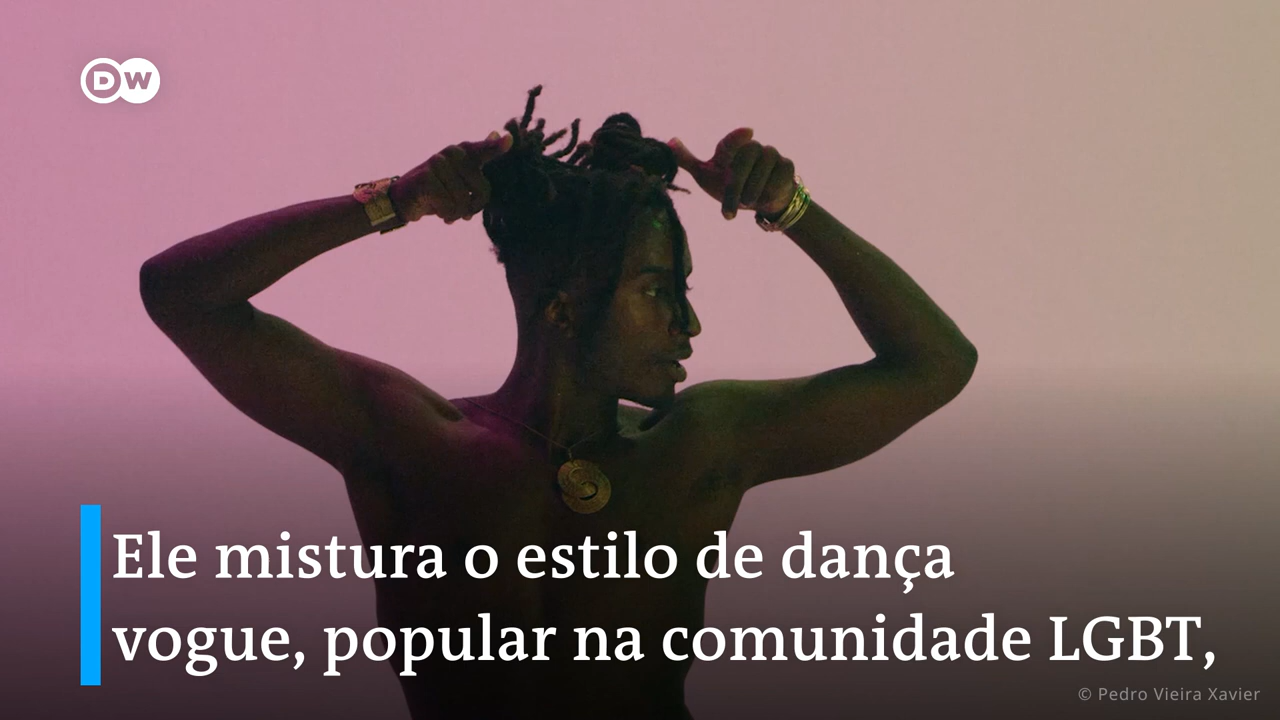 DW
Ele mistura o estilo de dança
vogue, popular na comunidade LGBT,
© Pedro Vieira Xavier